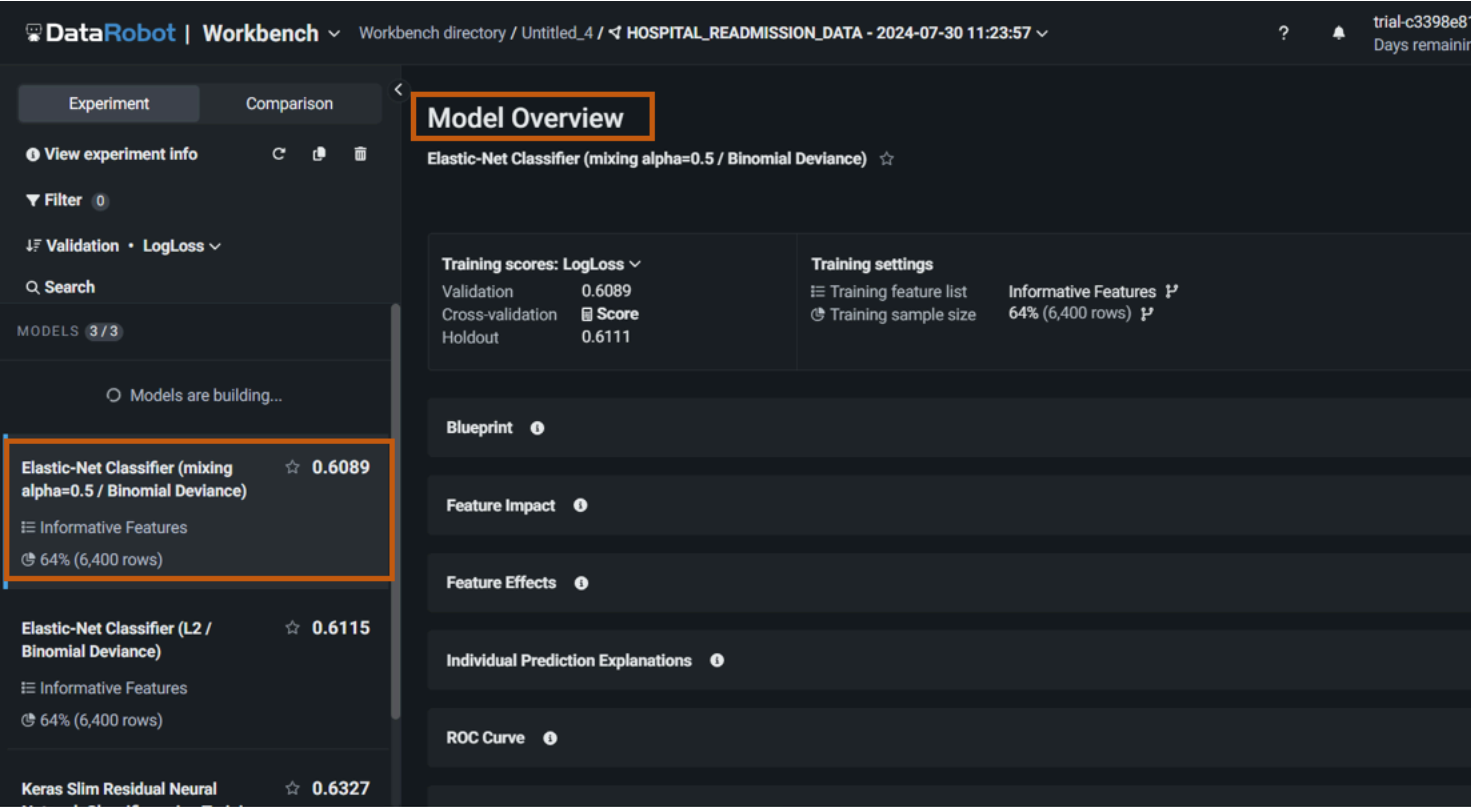 DataRobot | Workbench
Workbench directory / Untitled_4 / HOSPITAL_READMISSION_DATA - 2024-07-30 11:23:57
?
trial-c3398e81
Days remainin
Experiment
Comparison
View experiment info
Filter 0
Validation • LogLoss
Search
MODELS 3/3
Models are building...
Elastic-Net Classifier (mixing
alpha=0.5 / Binomial Deviance)
0.6089
Informative Features
64% (6,400 rows)
Elastic-Net Classifier (L2 /
Binomial Deviance)
0.6115
Informative Features
64% (6,400 rows)
Keras Slim Residual Neural
0.6327
Model Overview
Elastic-Net Classifier (mixing alpha=0.5 / Binomial Deviance)
Training scores: LogLoss
Validation 0.6089
Cross-validation Score
Holdout 0.6111
Training settings
Training feature list Informative Features
Training sample size 64% (6,400 rows)
Blueprint
Feature Impact
Feature Effects
Individual Prediction Explanations
ROC Curve